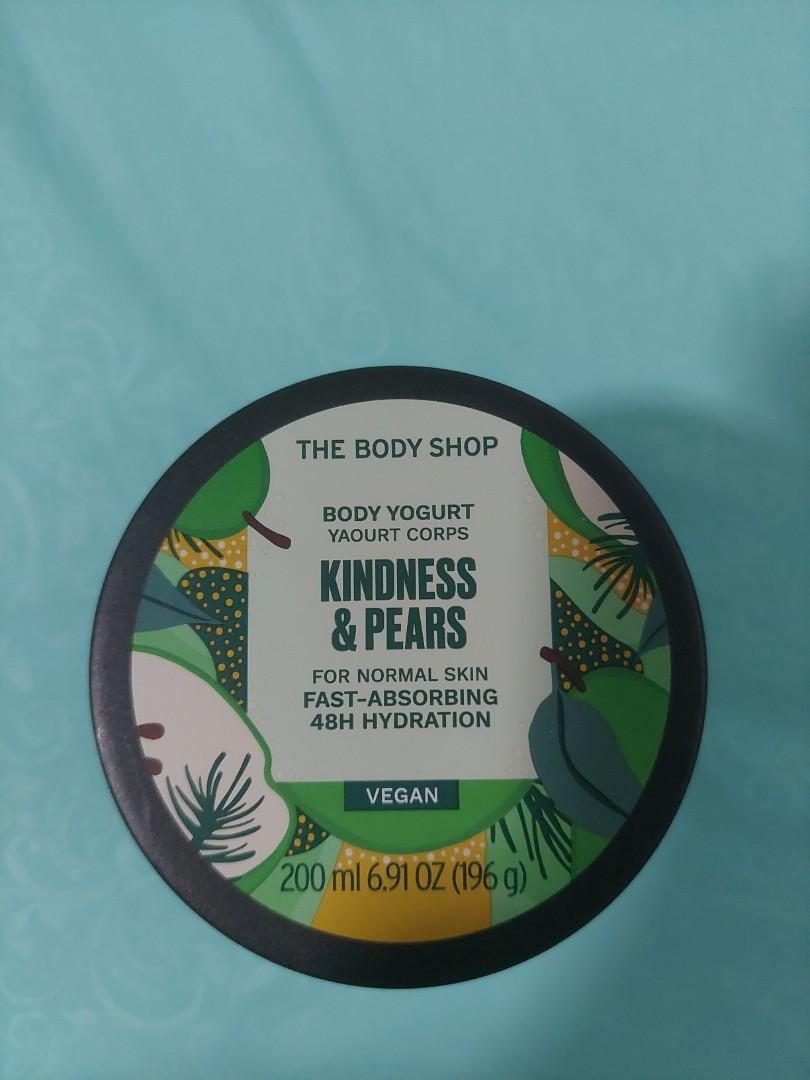 THE BODY SHOP
BODY YOGURT
YAOURT CORPS
KINDNESS
& PEARS
FOR NORMAL SKIN
FAST-ABSORBING
48H HYDRATION
VEGAN
200 ml 6.91 OZ (196 g)